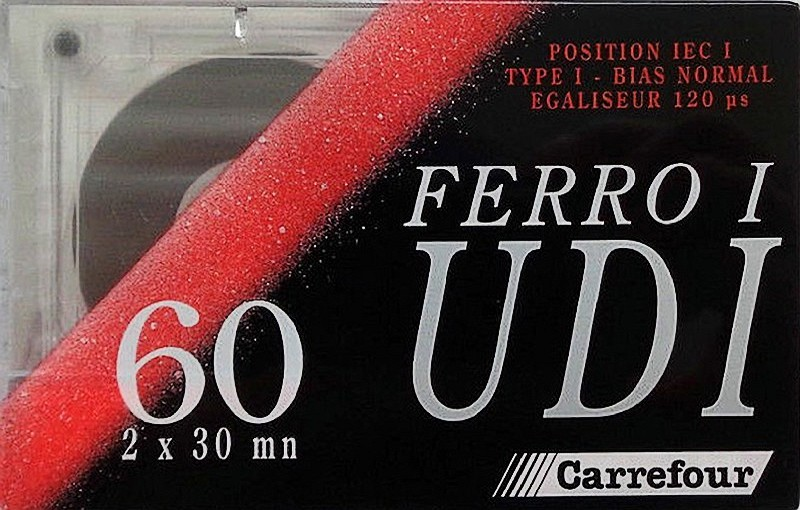 POSITION IEC I
TYPE I - BIAS NORMAL
EGALISEUR 120 µs
FERRO I
UDI
60
2 x 30 mn
Carrefour